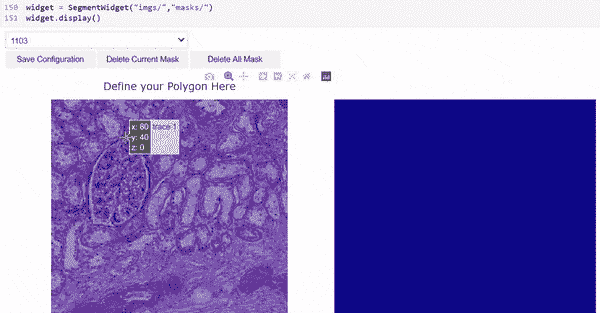 150 widget = SegmentWidget("imgs/","masks/")
151 widget.display()
1103
Save Configuration Delete Current Mask Delete All Mask
Define your Polygon Here
x: 80 trace 1
y: 40
z: 0